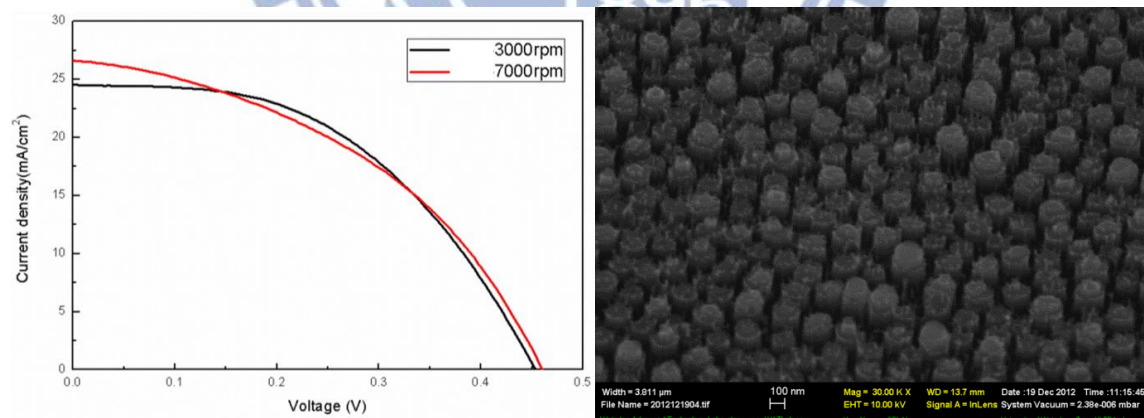 30
25
20
15
10
5
0
Current density(mA/cm²)
3000rpm
7000rpm
0.0 0.1 0.2 0.3 0.4 0.5
Voltage (V)
Width = 3.811 µm
File Name = 2012121904.tif
100 nm
Mag = 30.00 K X
EHT = 10.00 kV
WD = 13.7 mm
Signal A = InLens
Date :19 Dec 2012 Time :11:15:46
System Vacuum = 2.38e-006 mbar